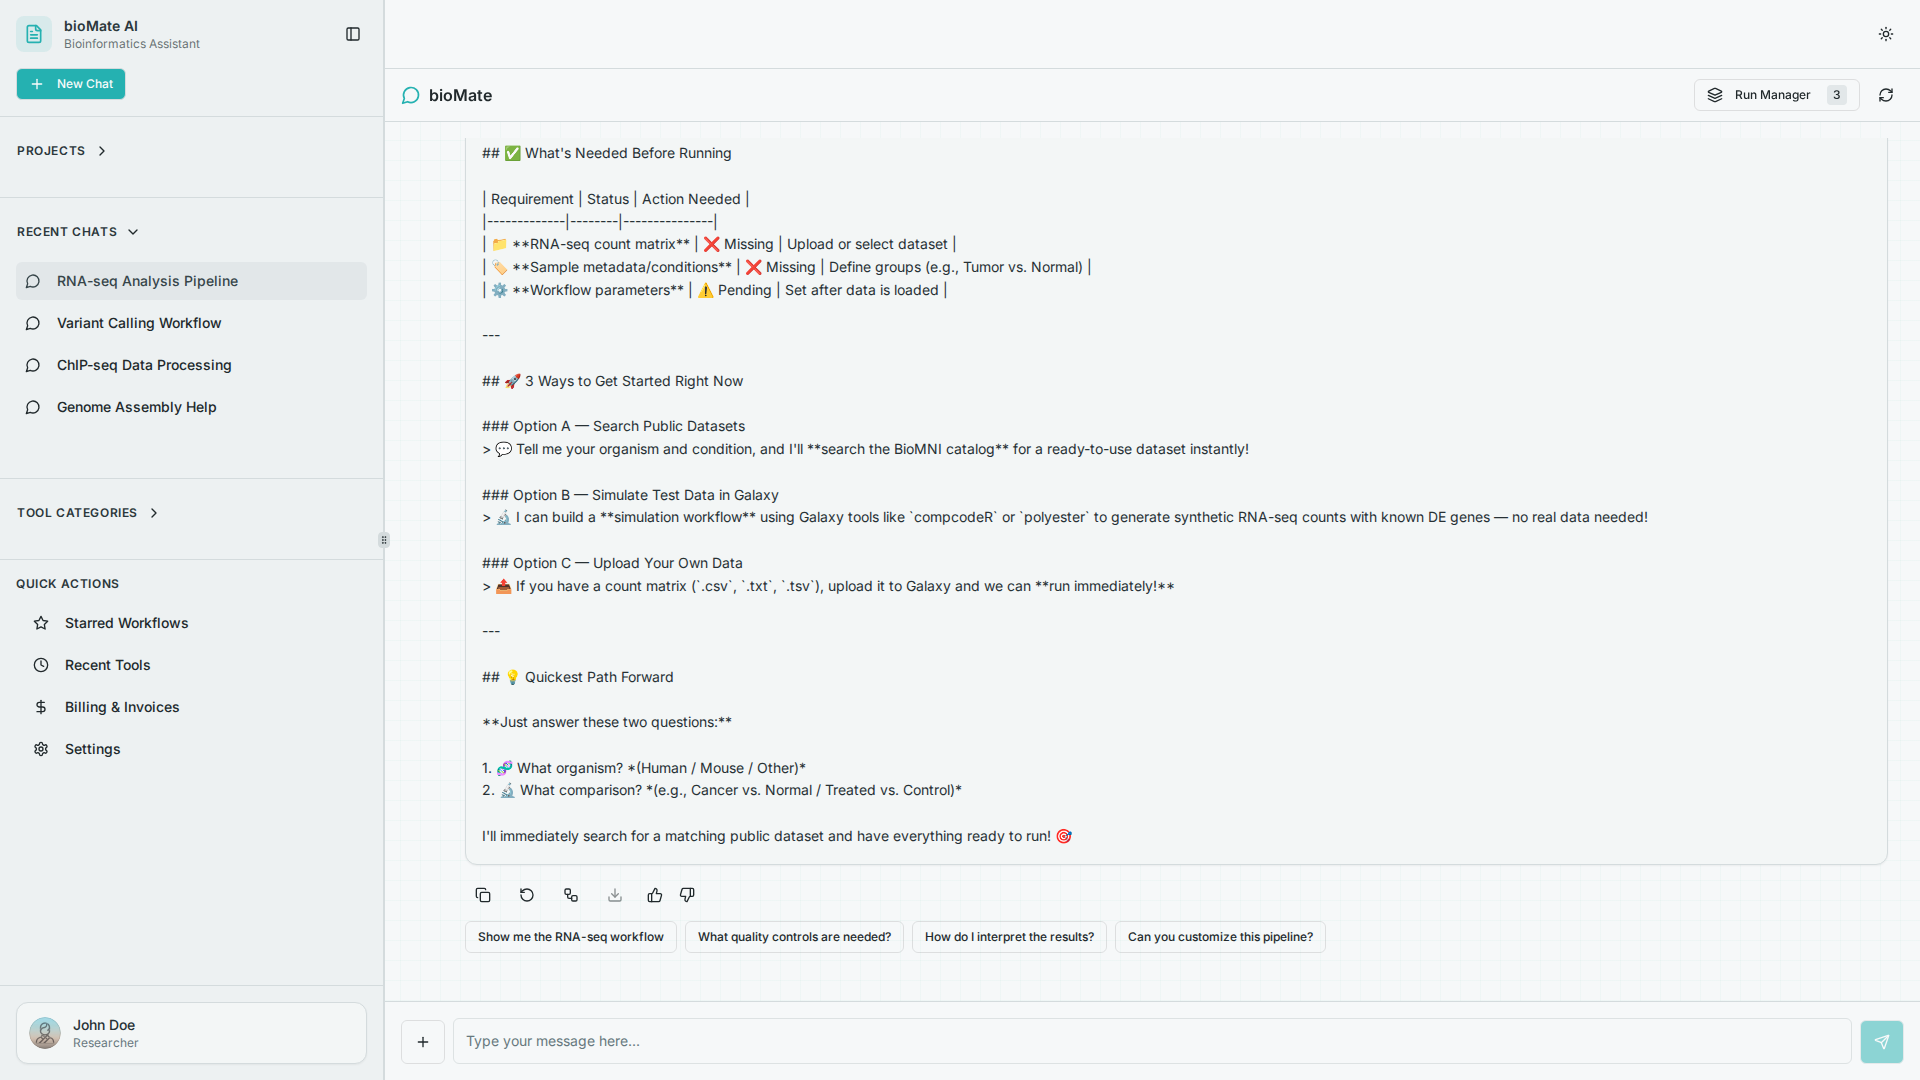 bioMate AI
Bioinformatics Assistant
New Chat
PROJECTS
RECENT CHATS
RNA-seq Analysis Pipeline
Variant Calling Workflow
ChIP-seq Data Processing
Genome Assembly Help
TOOL CATEGORIES
QUICK ACTIONS
Starred Workflows
Recent Tools
Billing & Invoices
Settings
John Doe
Researcher
bioMate
Run Manager 3
## ✅ What's Needed Before Running
| Requirement | Status | Action Needed |
|-------------|--------|---------------|
| 📁 **RNA-seq count matrix** | ❌ Missing | Upload or select dataset |
| 🏷️ **Sample metadata/conditions** | ❌ Missing | Define groups (e.g., Tumor vs. Normal) |
| ⚙️ **Workflow parameters** | ⚠️ Pending | Set after data is loaded |
---
## 🚀 3 Ways to Get Started Right Now
### Option A — Search Public Datasets
> 💬 Tell me your organism and condition, and I'll **search the BioMNI catalog** for a ready-to-use dataset instantly!
### Option B — Simulate Test Data in Galaxy
> 🔬 I can build a **simulation workflow** using Galaxy tools like `compcodeR` or `polyester` to generate synthetic RNA-seq counts with known DE genes — no real data needed!
### Option C — Upload Your Own Data
> 📤 If you have a count matrix (`.csv`, `.txt`, `.tsv`), upload it to Galaxy and we can **run immediately!**
---
## 💡 Quickest Path Forward
**Just answer these two questions:**
1. 🧬 What organism? *(Human / Mouse / Other)*
2. 🔬 What comparison? *(e.g., Cancer vs. Normal / Treated vs. Control)*
I'll immediately search for a matching public dataset and have everything ready to run! 🎯
Show me the RNA-seq workflow
What quality controls are needed?
How do I interpret the results?
Can you customize this pipeline?
Type your message here...